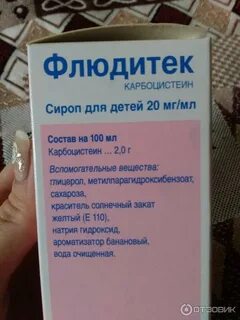 Флюдитек
КАРБОЦИСТЕИН
Сироп для детей 20 мг/мл
Состав на 100 мл
Карбоцистеин ... 2,0 г
Вспомогательные вещества:
глицерол, метилпарагидроксибензоат,
сахароза,
краситель солнечный закат
желтый (Е 110),
натрия гидроксид,
ароматизатор банановый,
вода очищенная.
ОТЗОВИК